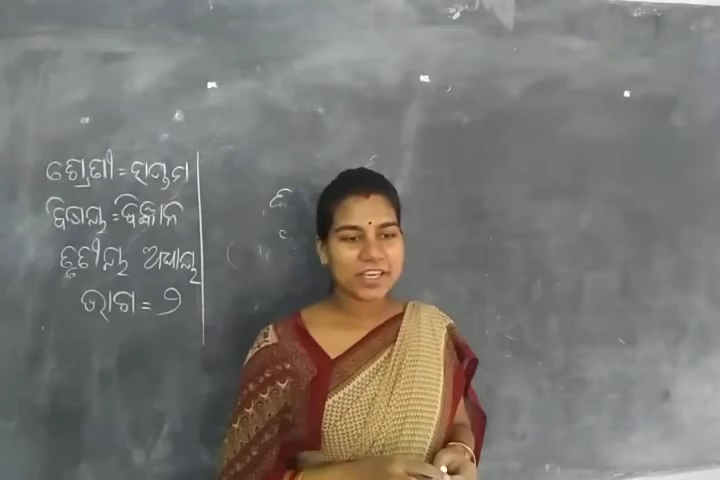 ଶ୍ରେଣୀ = ସପ୍ତମ
ବିଷୟ = ବିଜ୍ଞାନ
ତୃତୀୟ ଅଧ୍ୟାୟ
ଭାଗ = ୨